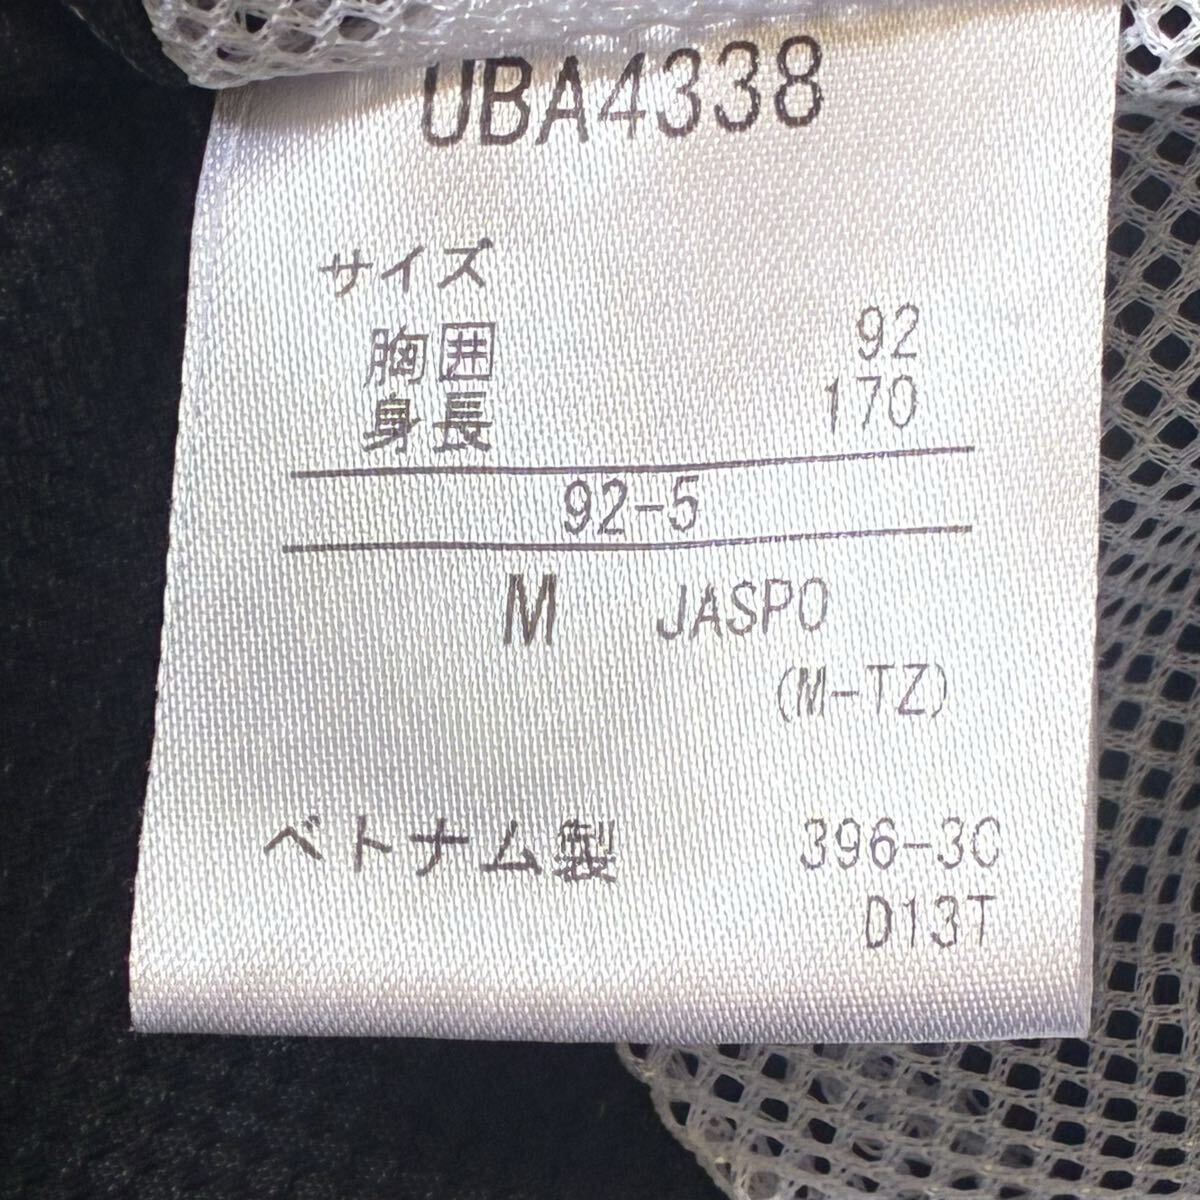 UBA4338
サイズ
胸囲 92
身長 170
92-5
M JASPO
(M-TZ)
ベトナム製 396-3C
D13T